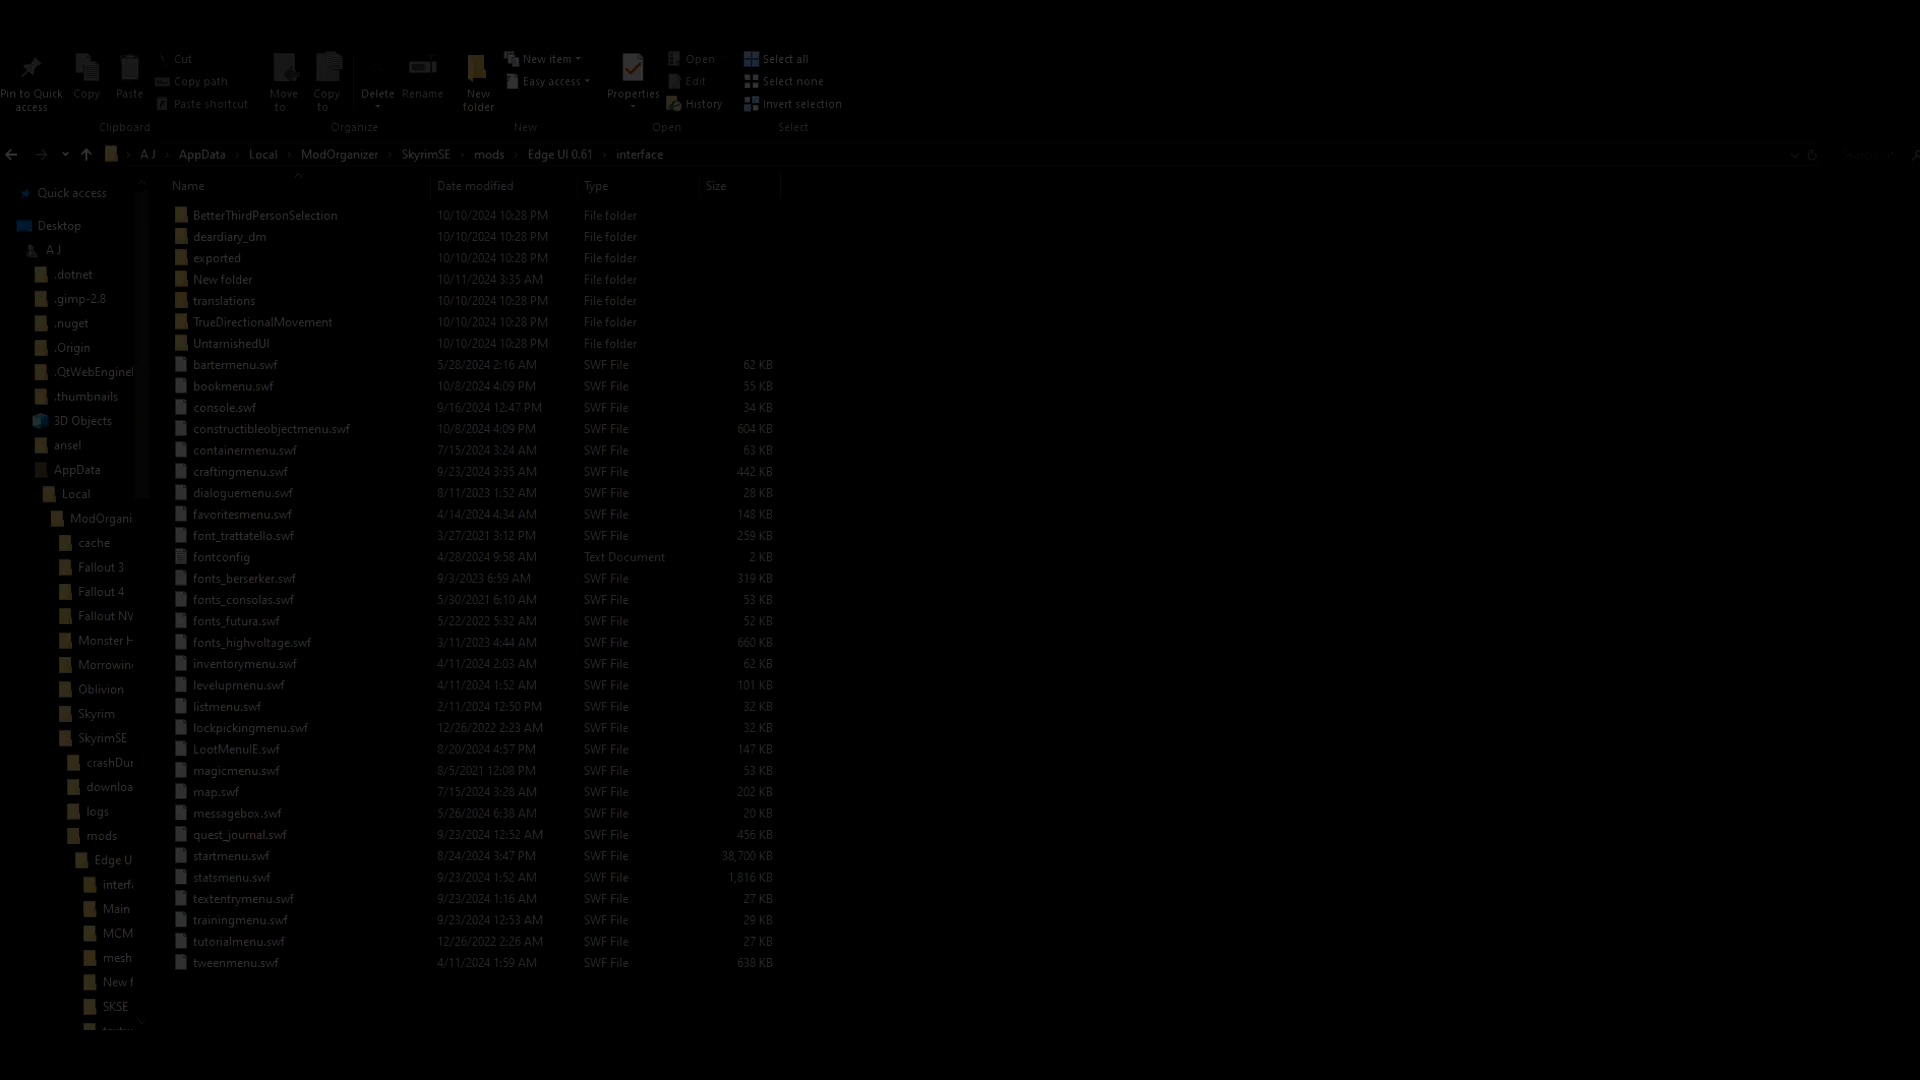 Pin to Quick access
Copy
Paste
Cut
Copy path
Paste shortcut
Clipboard
Move to
Copy to
Delete
Rename
Organize
New folder
New item
Easy access
New
Properties
Open
Edit
History
Open
Select all
Select none
Invert selection
Select
A J
AppData
Local
ModOrganizer
SkyrimSE
mods
Edge UI 0.61
interface
Quick access
Desktop
A J
.dotnet
.gimp-2.8
.nuget
.Origin
.QtWebEngine
.thumbnails
3D Objects
ansel
AppData
Local
ModOrgani
cache
Fallout 3
Fallout 4
Fallout NV
Monster H
Morrowin
Oblivion
Skyrim
SkyrimSE
crashDu
downloa
logs
mods
Edge U
interf
Main
MCM
mesh
New f
SKSE
Name Date modified Type Size
BetterThirdPersonSelection 10/10/2024 10:28 PM File folder
deardiary_dm 10/10/2024 10:28 PM File folder
exported 10/10/2024 10:28 PM File folder
New folder 10/11/2024 3:35 AM File folder
translations 10/10/2024 10:28 PM File folder
TrueDirectionalMovement 10/10/2024 10:28 PM File folder
UntarnishedUI 10/10/2024 10:28 PM File folder
bartermenu.swf 5/28/2024 2:16 AM SWF File 62 KB
bookmenu.swf 10/8/2024 4:09 PM SWF File 55 KB
console.swf 9/16/2024 12:47 PM SWF File 34 KB
constructibleobjectmenu.swf 10/8/2024 4:09 PM SWF File 604 KB
containermenu.swf 7/15/2024 3:24 AM SWF File 63 KB
craftingmenu.swf 9/23/2024 3:35 AM SWF File 442 KB
dialoguemenu.swf 8/11/2023 1:52 AM SWF File 28 KB
favoritesmenu.swf 4/14/2024 4:34 AM SWF File 148 KB
font_trattatello.swf 3/27/2021 3:12 PM SWF File 259 KB
fontconfig 4/28/2024 9:58 AM Text Document 2 KB
fonts_berserker.swf 9/3/2023 6:59 AM SWF File 319 KB
fonts_consolas.swf 5/30/2021 6:10 AM SWF File 53 KB
fonts_futura.swf 5/22/2022 5:32 AM SWF File 52 KB
fonts_highvoltage.swf 3/11/2023 4:44 AM SWF File 660 KB
inventorymenu.swf 4/11/2024 2:03 AM SWF File 62 KB
levelupmenu.swf 4/11/2024 1:52 AM SWF File 101 KB
listmenu.swf 2/11/2024 12:50 PM SWF File 32 KB
lockpickingmenu.swf 12/26/2022 2:23 AM SWF File 32 KB
LootMenuIE.swf 8/20/2024 4:57 PM SWF File 147 KB
magicmenu.swf 8/5/2021 12:08 PM SWF File 53 KB
map.swf 7/15/2024 3:28 AM SWF File 202 KB
messagebox.swf 5/26/2024 6:38 AM SWF File 20 KB
quest_journal.swf 9/23/2024 12:52 AM SWF File 456 KB
startmenu.swf 8/24/2024 3:47 PM SWF File 38,700 KB
statsmenu.swf 9/23/2024 1:52 AM SWF File 1,816 KB
textentrymenu.swf 9/23/2024 1:16 AM SWF File 27 KB
trainingmenu.swf 9/23/2024 12:53 AM SWF File 29 KB
tutorialmenu.swf 12/26/2022 2:26 AM SWF File 27 KB
tweenmenu.swf 4/11/2024 1:59 AM SWF File 638 KB